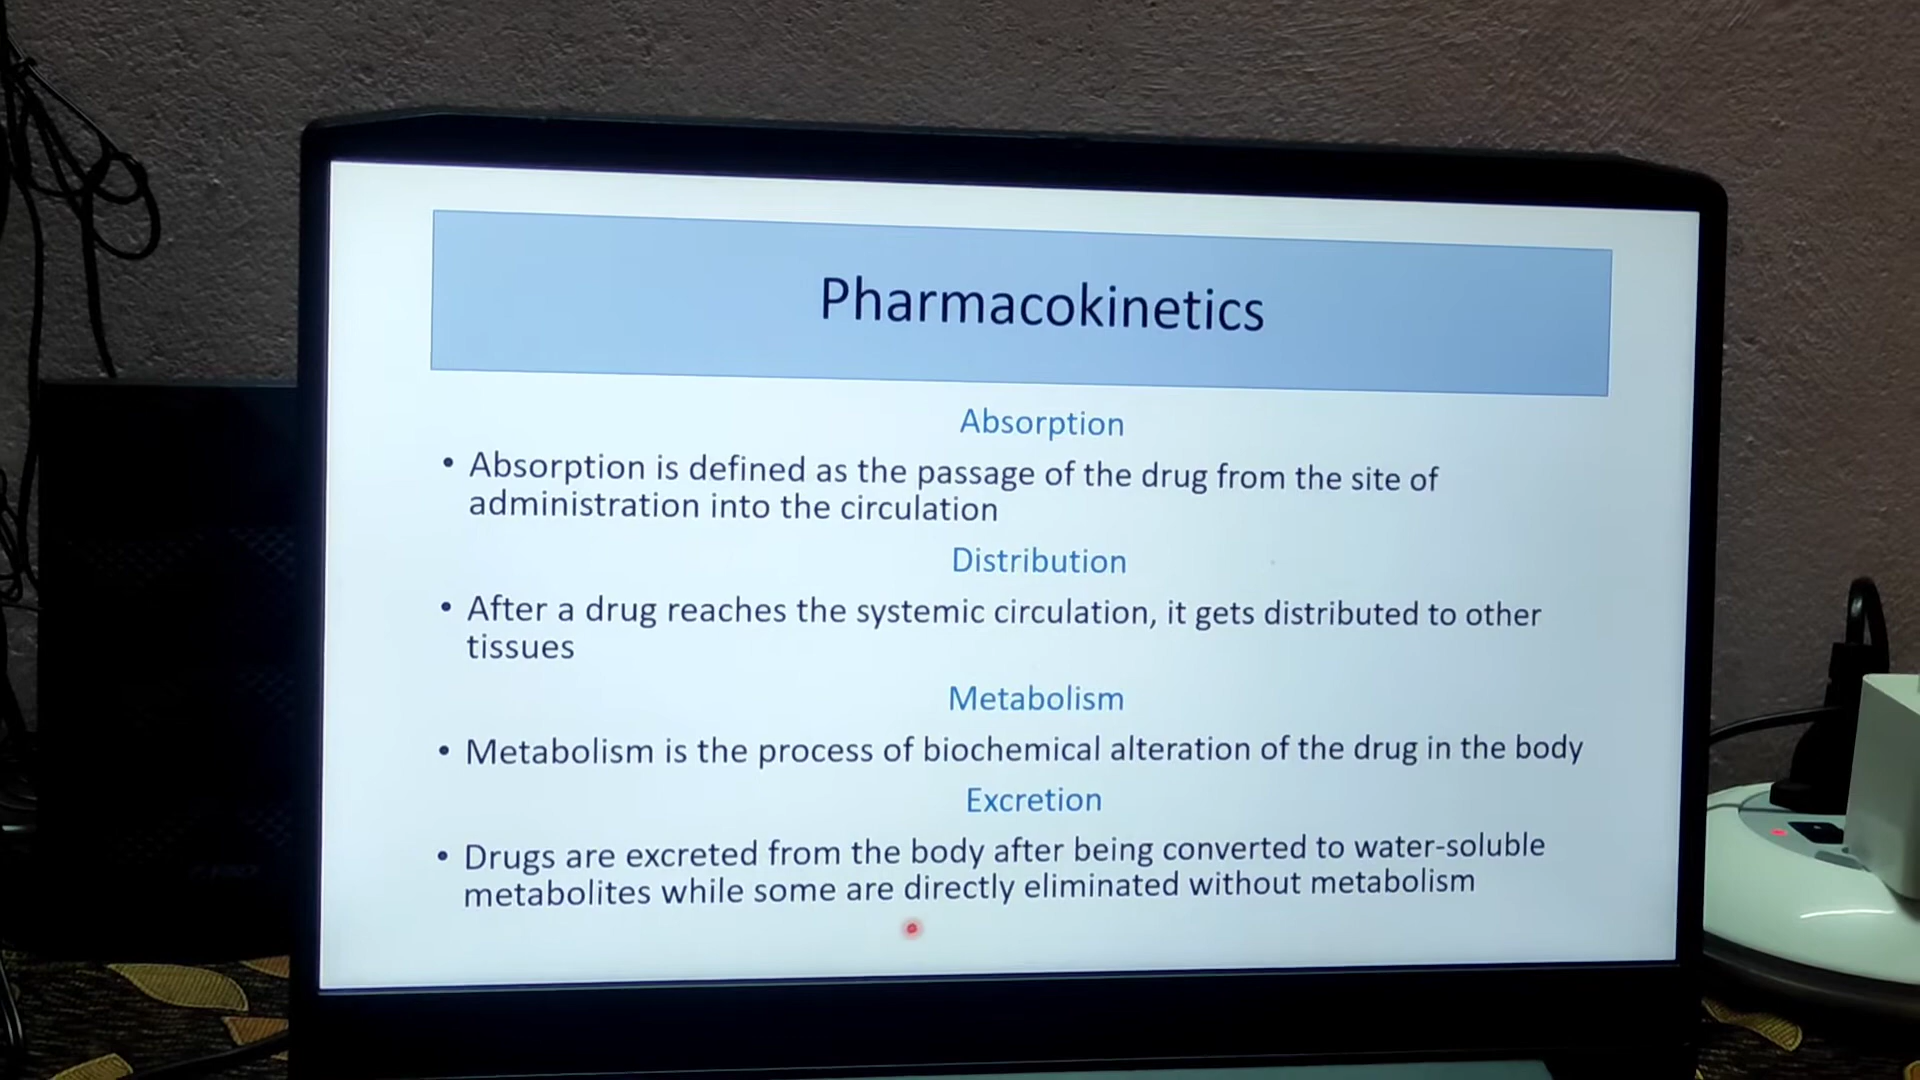 Pharmacokinetics
Absorption
• Absorption is defined as the passage of the drug from the site of
administration into the circulation
Distribution
• After a drug reaches the systemic circulation, it gets distributed to other
tissues
Metabolism
• Metabolism is the process of biochemical alteration of the drug in the body
Excretion
• Drugs are excreted from the body after being converted to water-soluble
metabolites while some are directly eliminated without metabolism